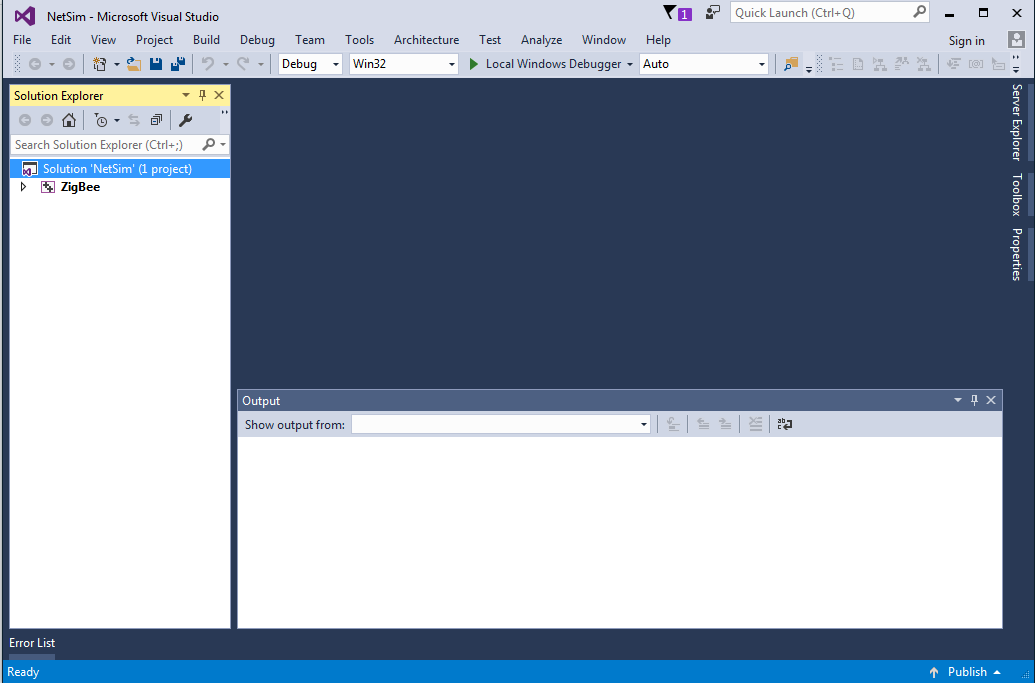 NetSim - Microsoft Visual Studio
1
Quick Launch (Ctrl+Q)
File Edit View Project Build Debug Team Tools Architecture Test Analyze Window Help
Sign in
Debug Win32 Local Windows Debugger Auto
Solution Explorer
Search Solution Explorer (Ctrl+;)
Solution 'NetSim' (1 project)
ZigBee
Server Explorer
Toolbox
Properties
Output
Show output from:
Error List
Ready
Publish